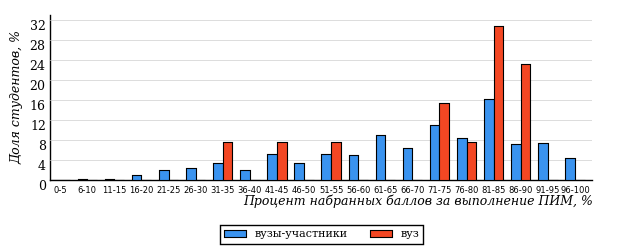 Доля студентов, %
32
28
24
20
16
12
8
4
0
0-5 6-10 11-15 16-20 21-25 26-30 31-35 36-40 41-45 46-50 51-55 56-60 61-65 66-70 71-75 76-80 81-85 86-90 91-95 96-100
Процент набранных баллов за выполнение ПИМ, %
вузы-участники вуз